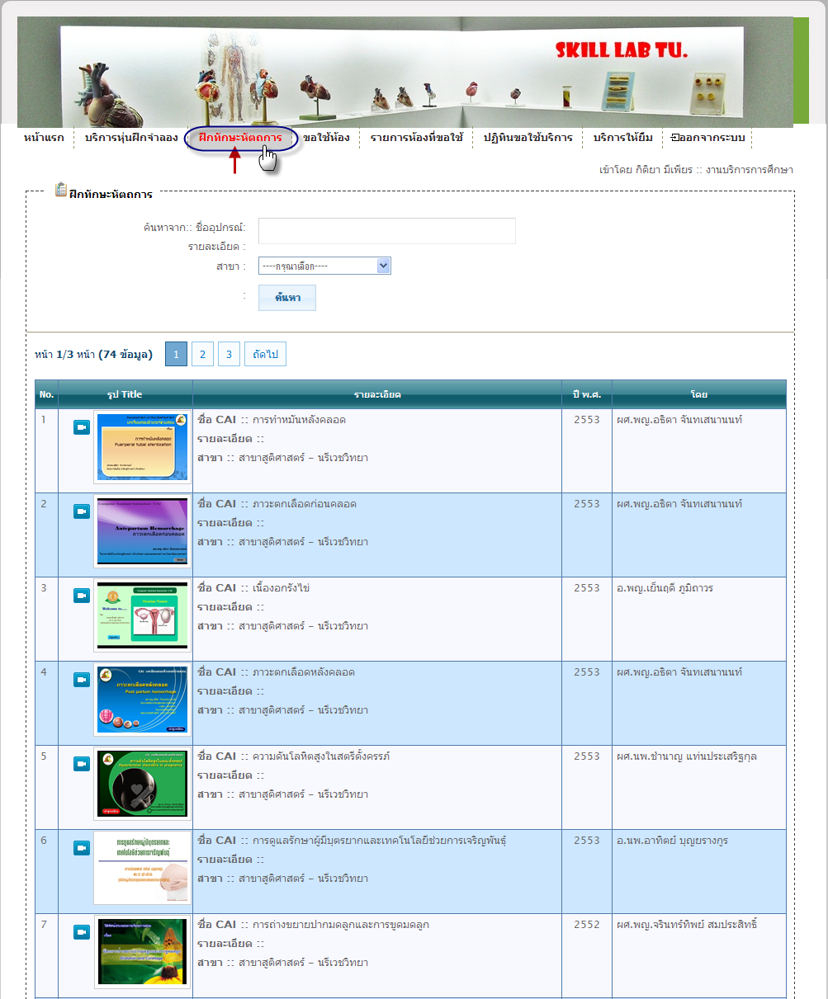 SKILL LAB TU.
หน้าแรก บริการหุ่นฝึกจำลอง ฝึกทักษะหัตถการ ขอใช้ห้อง รายการห้องที่ขอใช้ ปฏิทินขอใช้บริการ บริการให้ยืม ออกจากระบบ
เข้าโดย กิติยา มีเพียร :: งานบริการการศึกษา
ฝึกทักษะหัตถการ
ค้นหาจาก:: ชื่ออุปกรณ์:
รายละเอียด :
สาขา : ----กรุณาเลือก----
: ค้นหา
หน้า 1/3 หน้า (74 ข้อมูล) 1 2 3 ถัดไป
No. รูป Title รายละเอียด ปี พ.ศ. โดย
1 ชื่อ CAI :: การทำหมันหลังคลอด 2553 ผศ.พญ.อธิตา จันทเสนานนท์
รายละเอียด ::
สาขา :: สาขาสูติศาสตร์ – นรีเวชวิทยา
การทำหมันหลังคลอด
Puerperal tubal sterilization
2 ชื่อ CAI :: ภาวะตกเลือดก่อนคลอด 2553 ผศ.พญ.อธิตา จันทเสนานนท์
รายละเอียด ::
สาขา :: สาขาสูติศาสตร์ – นรีเวชวิทยา
Antepartum Hemorrhage
ภาวะตกเลือดก่อนคลอด
3 ชื่อ CAI :: เนื้องอกรังไข่ 2553 อ.พญ.เย็นฤดี ภูมิถาวร
รายละเอียด ::
สาขา :: สาขาสูติศาสตร์ – นรีเวชวิทยา
Welcome to.....
Ovarian Tumor
4 ชื่อ CAI :: ภาวะตกเลือดหลังคลอด 2553 ผศ.พญ.อธิตา จันทเสนานนท์
รายละเอียด ::
สาขา :: สาขาสูติศาสตร์ – นรีเวชวิทยา
ภาวะตกเลือดหลังคลอด
Post partum hemorrhage
5 ชื่อ CAI :: ความดันโลหิตสูงในสตรีตั้งครรภ์ 2553 ผศ.นพ.ชำนาญ แท่นประเสริฐกุล
รายละเอียด ::
สาขา :: สาขาสูติศาสตร์ – นรีเวชวิทยา
ความดันโลหิตสูงในสตรีตั้งครรภ์
Hypertensive disorders in pregnancy
6 ชื่อ CAI :: การดูแลรักษาผู้มีบุตรยากและเทคโนโลยีช่วยการเจริญพันธุ์ 2553 อ.นพ.อาทิตย์ บุญยรางกูร
รายละเอียด ::
สาขา :: สาขาสูติศาสตร์ – นรีเวชวิทยา
การดูแลรักษาผู้มีบุตรยากและ
เทคโนโลยีช่วยการเจริญพันธุ์
7 ชื่อ CAI :: การถ่างขยายปากมดลูกและการขูดมดลูก 2552 ผศ.พญ.จรินทร์ทิพย์ สมประสิทธิ์
รายละเอียด ::
สาขา :: สาขาสูติศาสตร์ – นรีเวชวิทยา